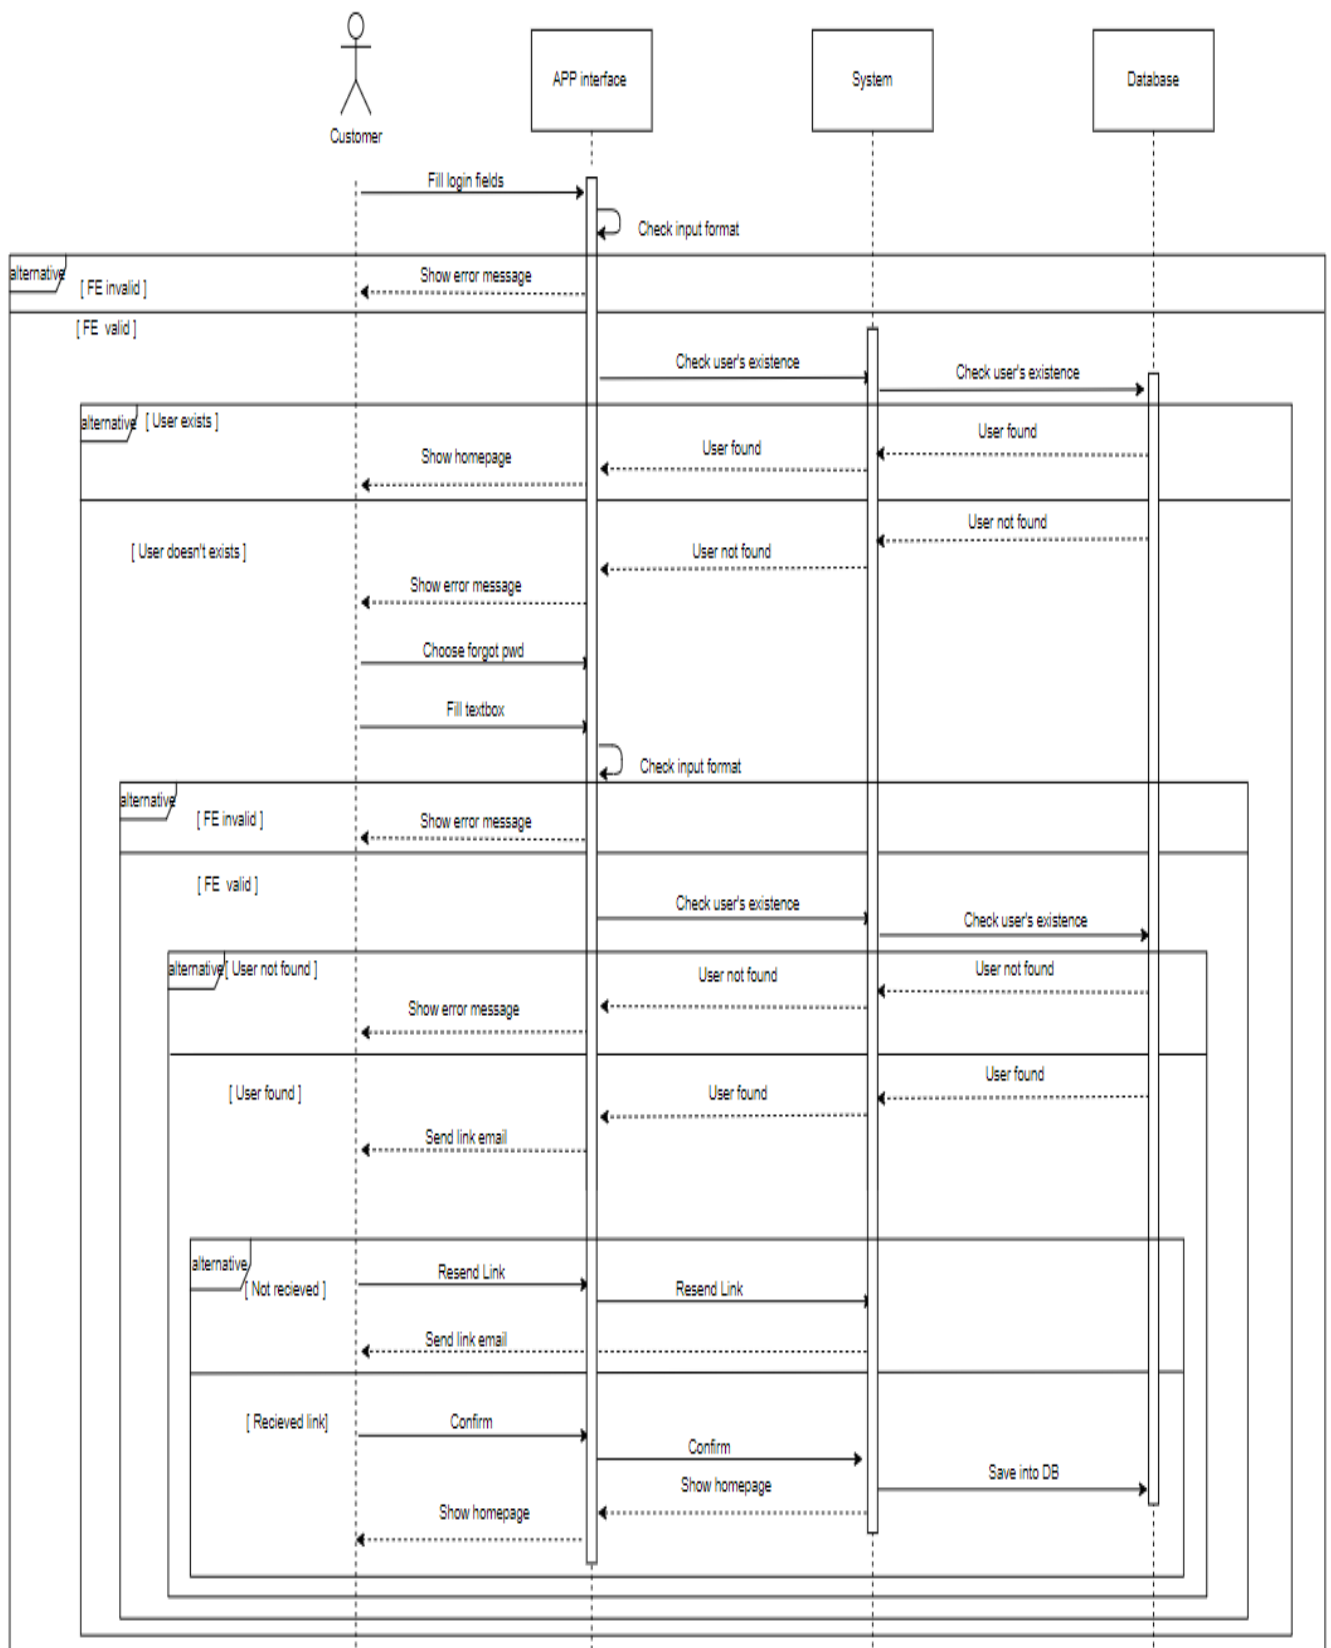 Customer
APP interface
System
Database
Fill login fields
Check input format
alternative
[ FE invalid ]
Show error message
[ FE  valid ]
Check user's existence
Check user's existence
alternative
[ User exists ]
User found
User found
Show homepage
User not found
[ User doesn't exists ]
User not found
Show error message
Choose forgot pwd
Fill textbox
Check input format
alternative
[ FE invalid ]
Show error message
[ FE  valid ]
Check user's existence
Check user's existence
alternative
[ User not found ]
User not found
User not found
Show error message
User found
[ User found ]
User found
Send link email
alternative
[ Not recieved ]
Resend Link
Resend Link
Send link email
[ Recieved link]
Confirm
Confirm
Save into DB
Show homepage
Show homepage